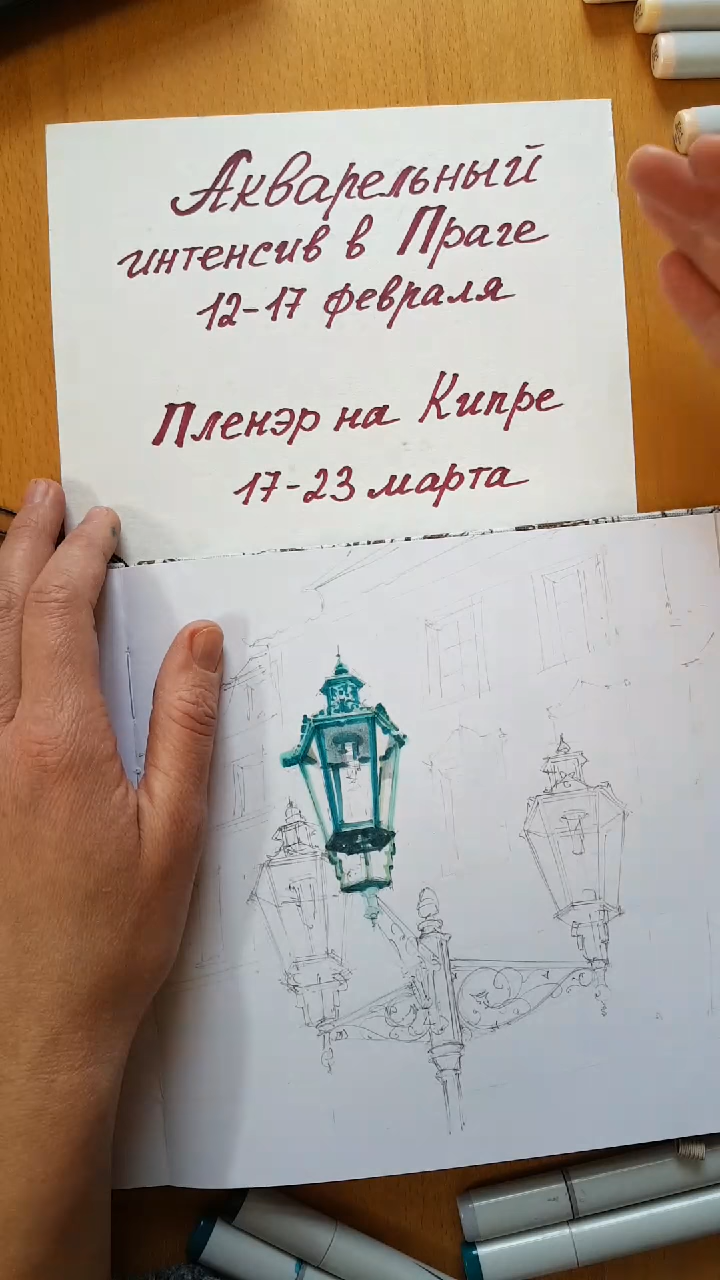 Акварельный
интенсив в Праге
12-17 февраля
Пленэр на Кипре
17-23 марта